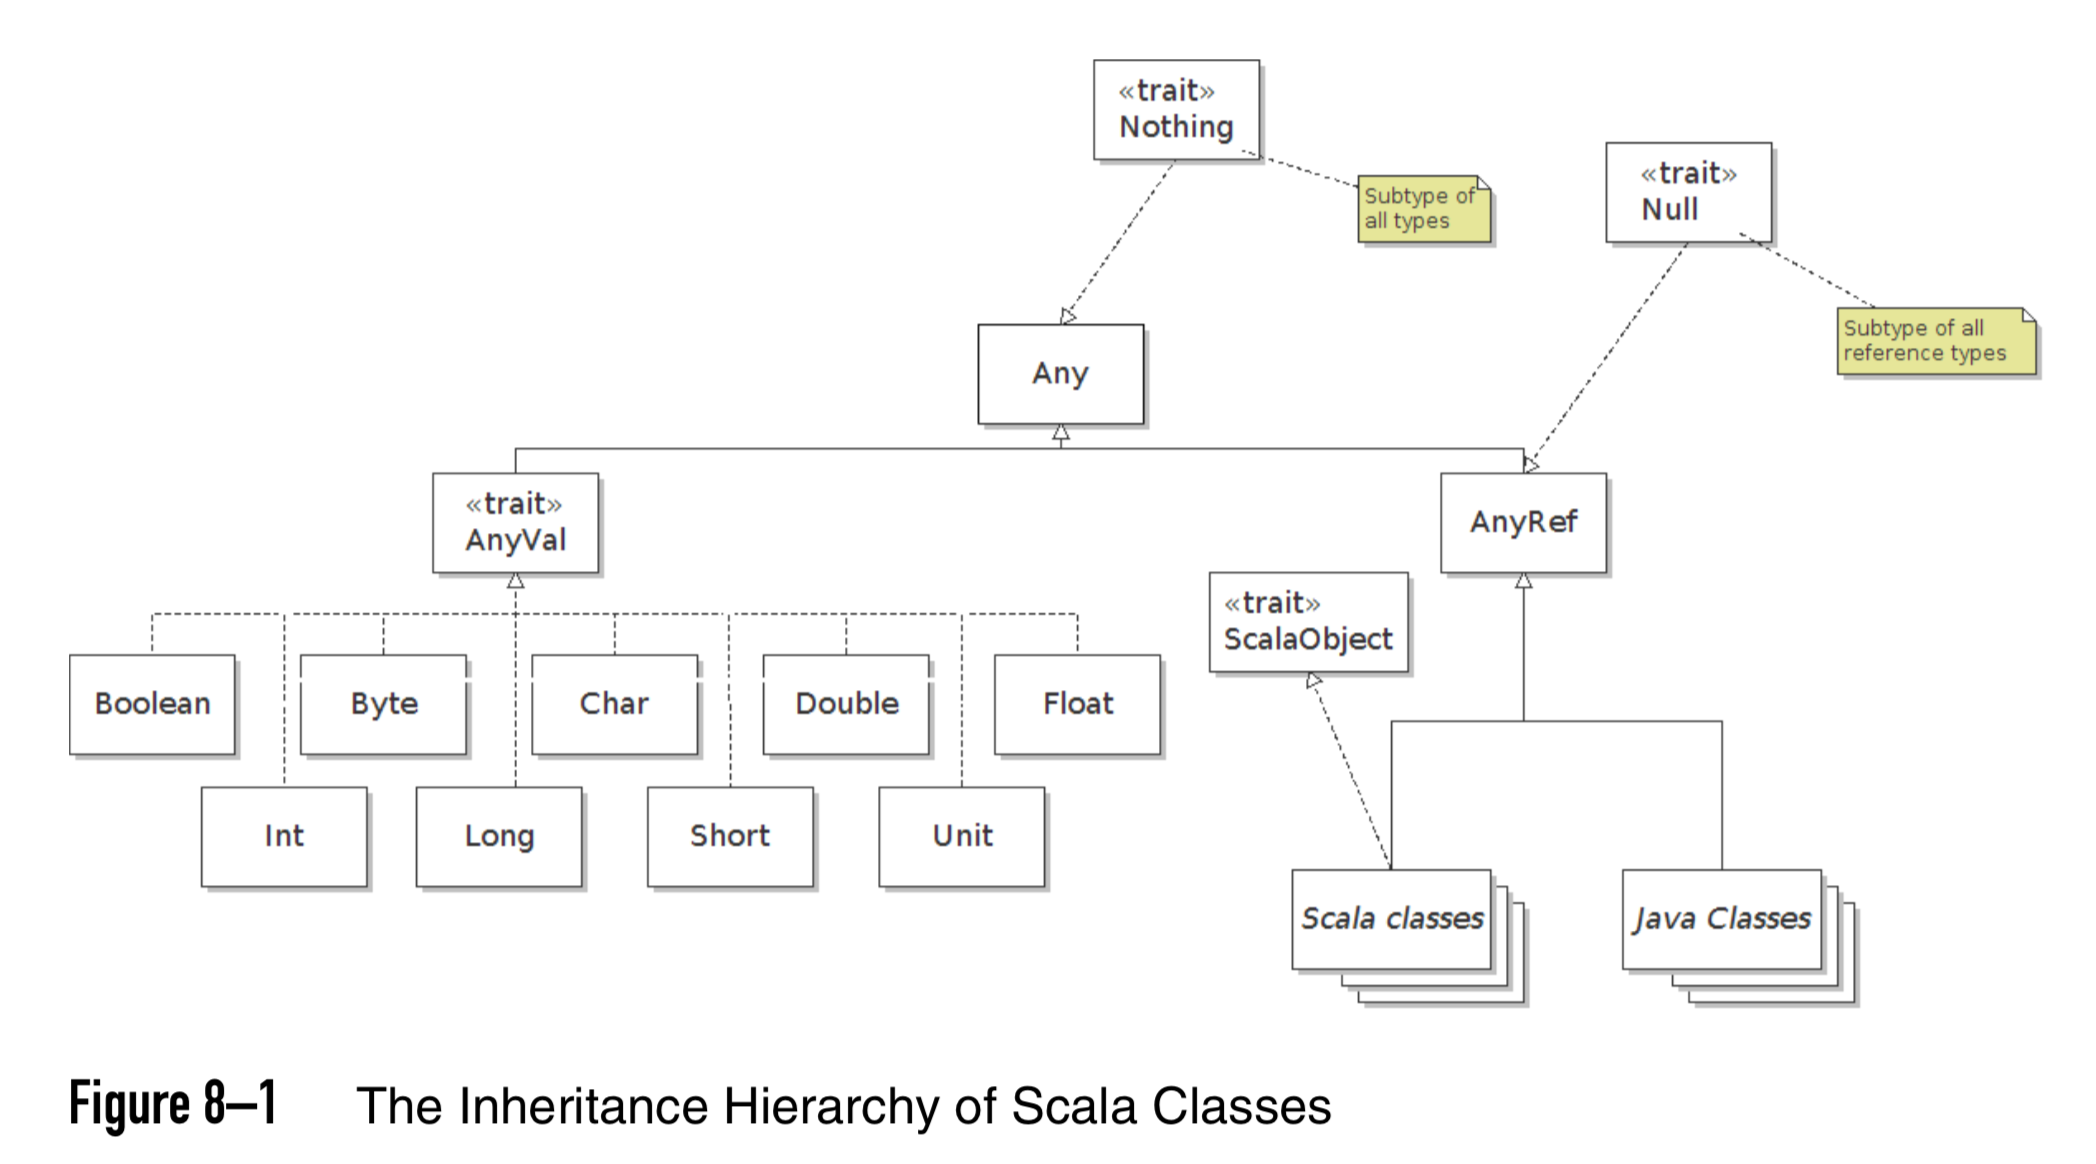 «trait»
Nothing
Subtype of
all types
«trait»
Null
Subtype of all
reference types
Any
«trait»
AnyVal
AnyRef
«trait»
ScalaObject
Boolean
Byte
Char
Double
Float
Int
Long
Short
Unit
Scala classes
Java Classes
Figure 8–1 The Inheritance Hierarchy of Scala Classes